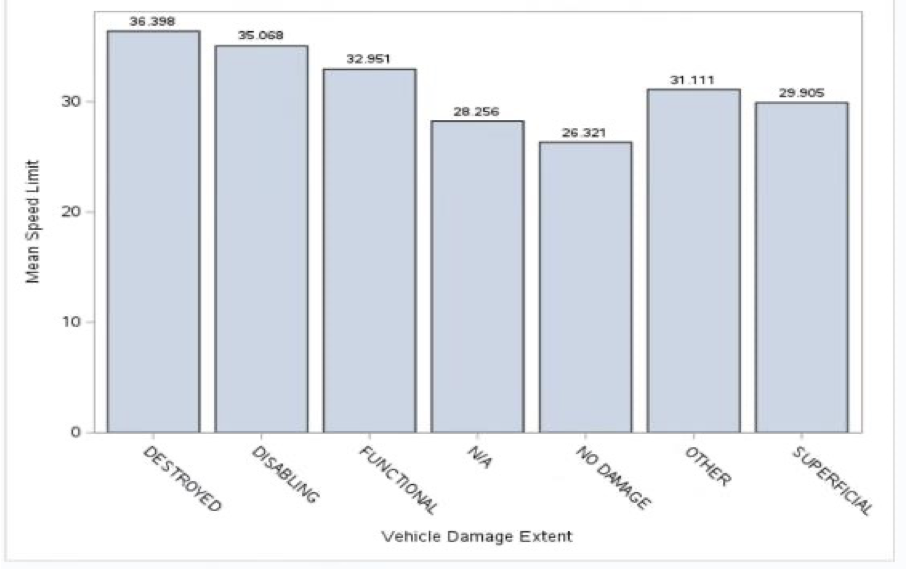 36.398
35.068
32.951
28.256
26.321
31.111
29.905
30
20
10
0
Mean Speed Limit
DESTROYED
DISABLING
FUNCTIONAL
N/A
NO DAMAGE
OTHER
SUPERFICIAL
Vehicle Damage Extent